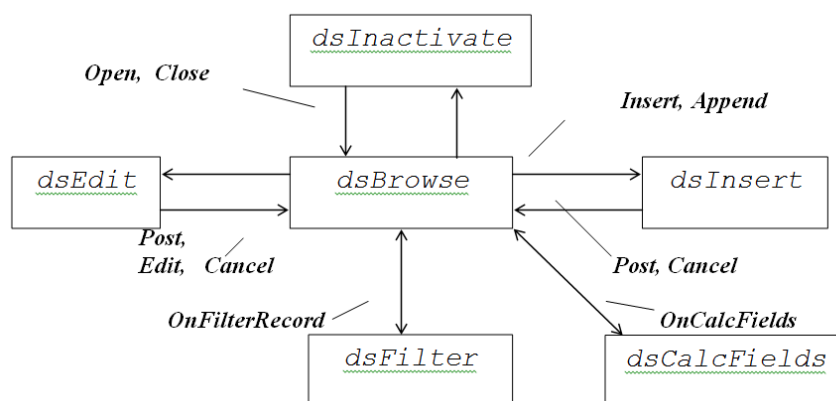 dsInactivate
Open, Close
Insert, Append
dsEdit
dsBrowse
dsInsert
Post,
Edit, Cancel
Post, Cancel
OnFilterRecord
OnCalcFields
dsFilter
dsCalcFields